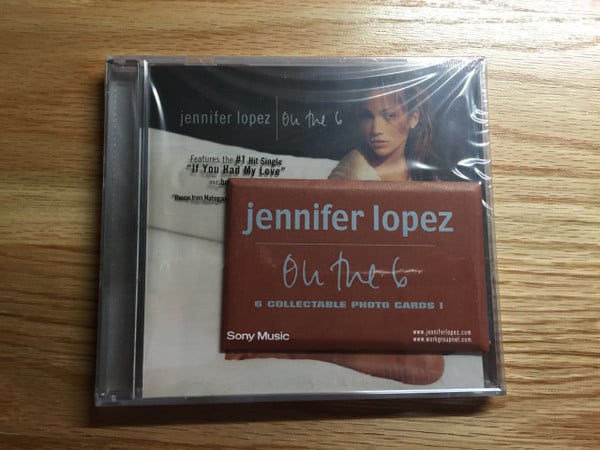 jennifer lopez | On the 6
Features the #1 Hit Single
"If You Had My Love"
jennifer lopez
On the 6
6 COLLECTABLE PHOTO CARDS !
Sony Music
www.jenniferlopez.com
www.workgroupnet.com